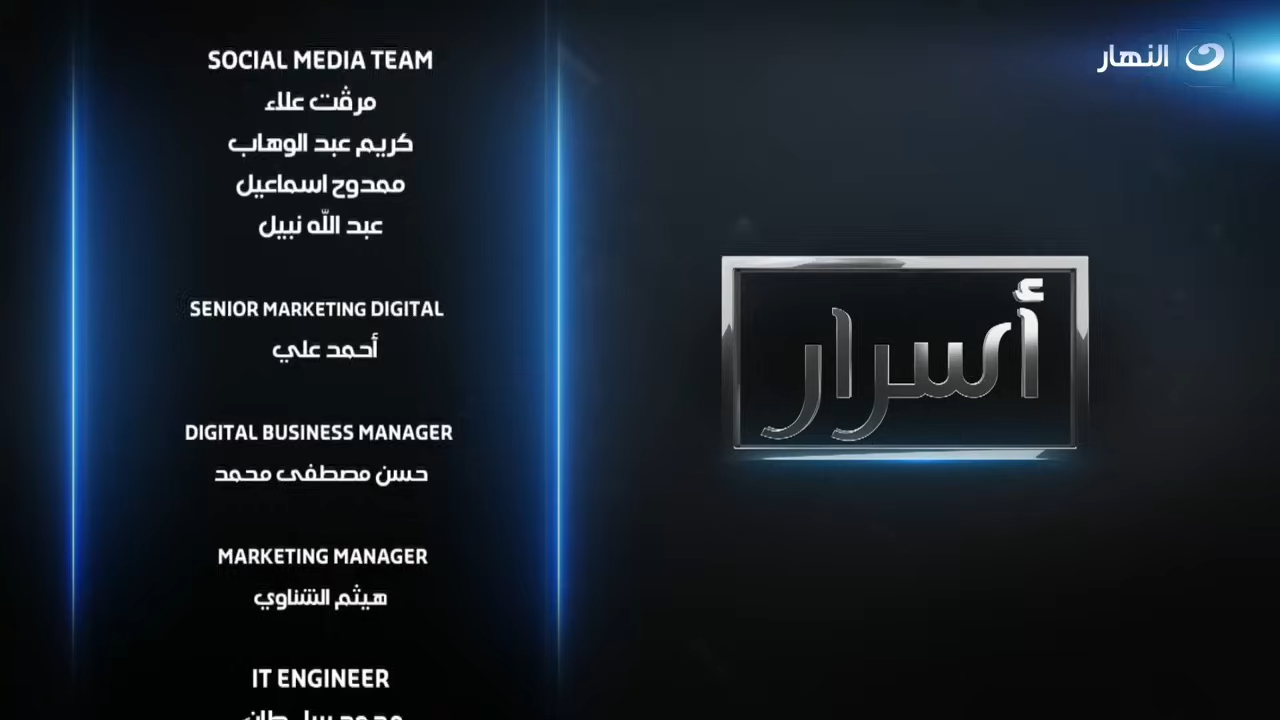 SOCIAL MEDIA TEAM
مرڤت علاء
كريم عبد الوهاب
ممدوح اسماعيل
عبد الله نبيل
SENIOR MARKETING DIGITAL
أحمد علي
DIGITAL BUSINESS MANAGER
حسن مصطفى محمد
MARKETING MANAGER
هيثم الشناوي
IT ENGINEER
النهار
أسرار